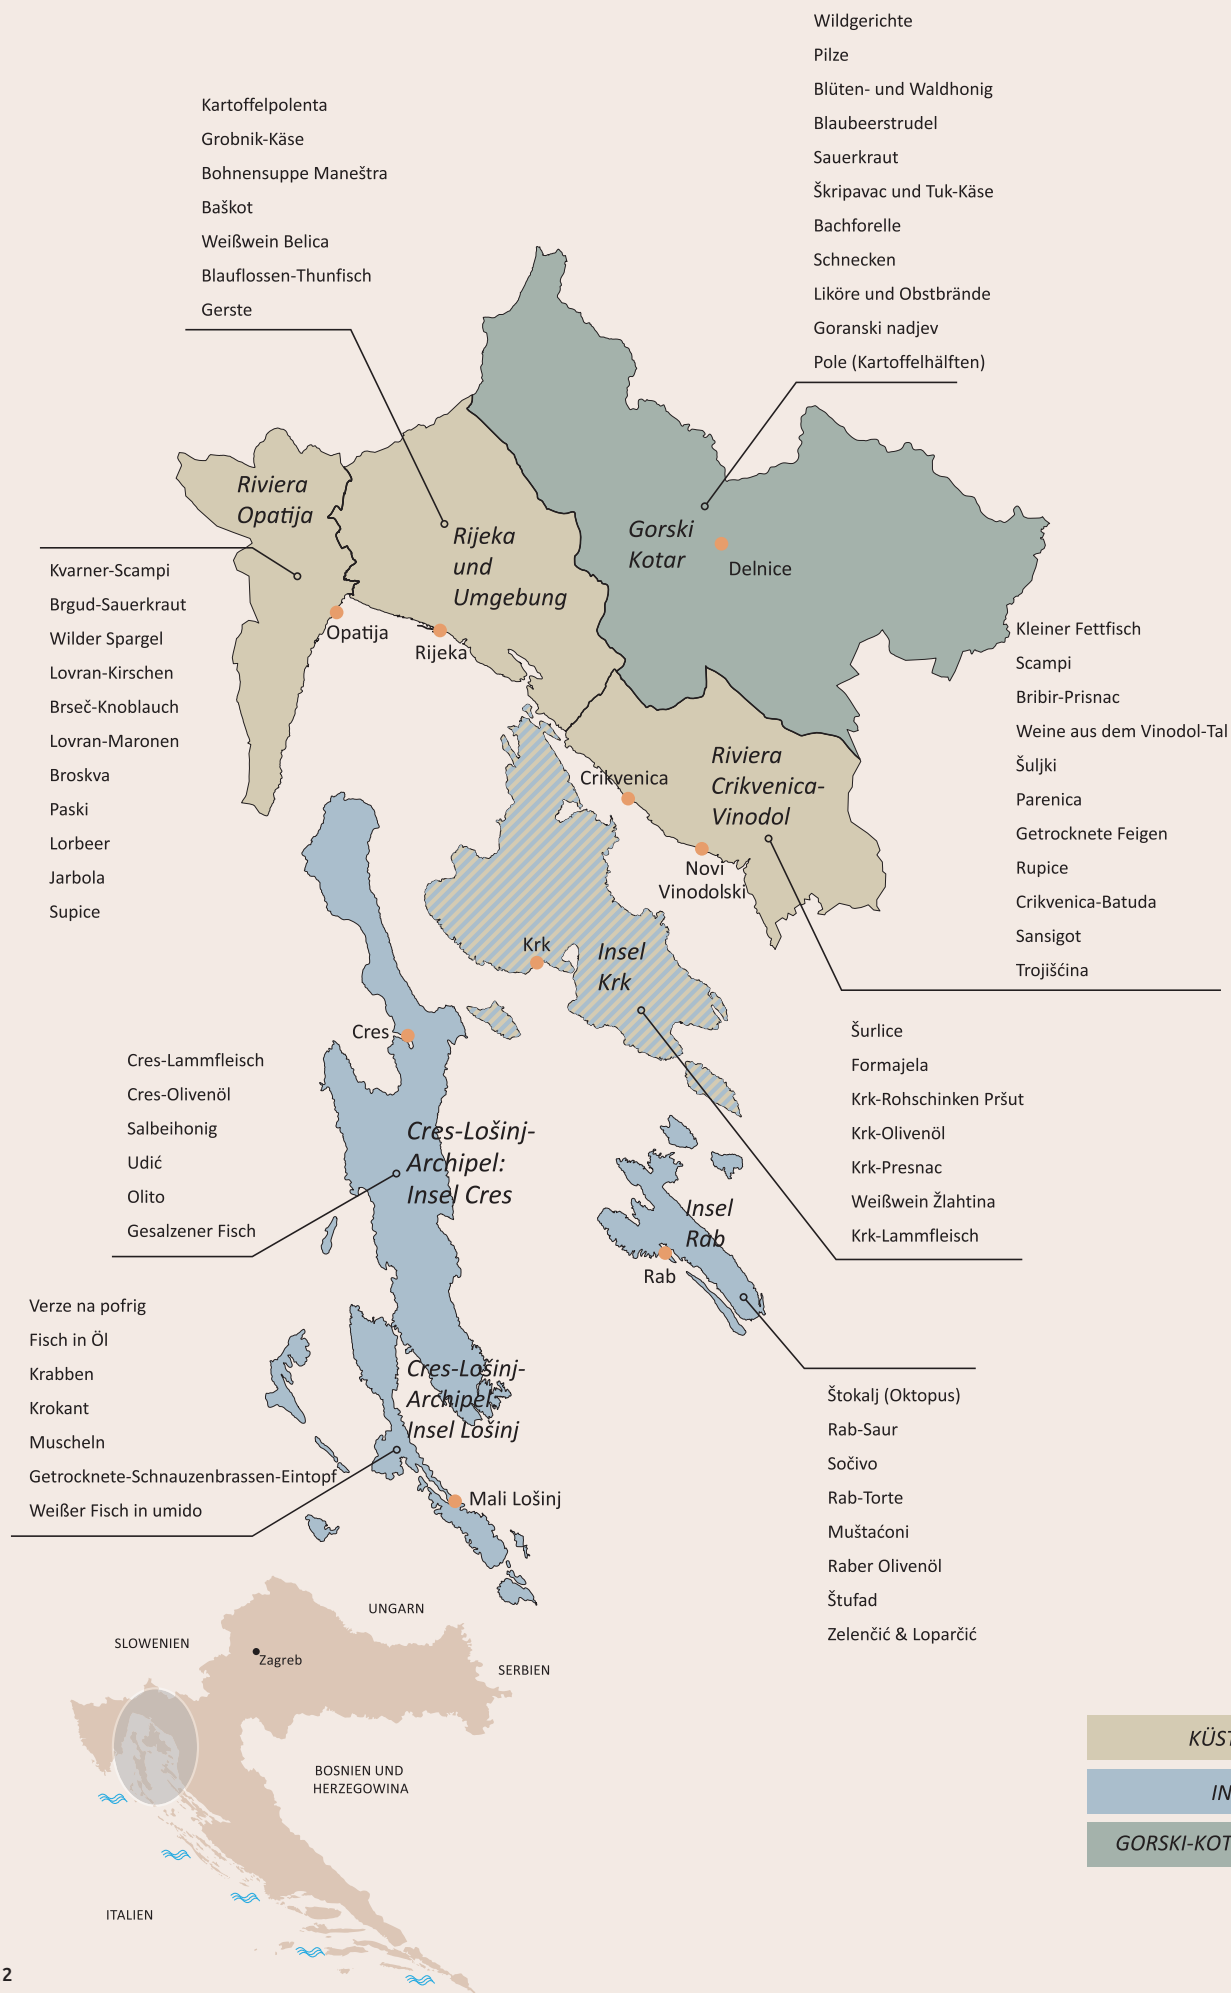 Wildgerichte
Pilze
Blüten- und Waldhonig
Blaubeerstrudel
Sauerkraut
Škripavac und Tuk-Käse
Bachforelle
Schnecken
Liköre und Obstbrände
Goranski nadjev
Pole (Kartoffelhälften)
Kartoffelpolenta
Grobnik-Käse
Bohnensuppe Maneštra
Baškot
Weißwein Belica
Blauflossen-Thunfisch
Gerste
Riviera
Opatija
Rijeka
und
Umgebung
Gorski
Kotar
Delnice
Opatija
Rijeka
Kvarner-Scampi
Brgud-Sauerkraut
Wilder Spargel
Lovran-Kirschen
Brseč-Knoblauch
Lovran-Maronen
Broskva
Paski
Lorbeer
Jarbola
Supice
Kleiner Fettfisch
Scampi
Bribir-Prisnac
Weine aus dem Vinodol-Tal
Šuljki
Parenica
Getrocknete Feigen
Rupice
Crikvenica-Batuda
Sansigot
Trojišćina
Riviera
Crikvenica-
Vinodol
Crikvenica
Novi
Vinodolski
Krk
Insel
Krk
Cres
Cres-Lammfleisch
Cres-Olivenöl
Salbeihonig
Udić
Olito
Gesalzener Fisch
Cres-Lošinj-
Archipel:
Insel Cres
Šurlice
Formajela
Krk-Rohschinken Pršut
Krk-Olivenöl
Krk-Presnac
Weißwein Žlahtina
Krk-Lammfleisch
Insel
Rab
Rab
Verze na pofrig
Fisch in Öl
Krabben
Krokant
Muscheln
Getrocknete-Schnauzenbrassen-Eintopf
Weißer Fisch in umido
Cres-Lošinj-
Archipel:
Insel Lošinj
Mali Lošinj
Štokalj (Oktopus)
Rab-Saur
Sočivo
Rab-Torte
Muštaćoni
Raber Olivenöl
Štufad
Zelenčić & Loparčić
UNGARN
SLOWENIEN
Zagreb
SERBIEN
BOSNIEN UND
HERZEGOWINA
ITALIEN
KÜST
IN
GORSKI-KOT
2